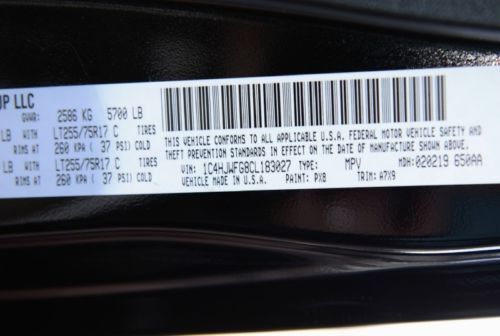 UP LLC
GVWR: 2586 KG 5700 LB
LB WITH LT255/75R17 C TIRES
RIMS AT 260 KPA ( 37 PSI) COLD
LB WITH LT255/75R17 C TIRES
RIMS AT 260 KPA ( 37 PSI) COLD
THIS VEHICLE CONFORMS TO ALL APPLICABLE U.S.A. FEDERAL MOTOR VEHICLE SAFETY AND
THEFT PREVENTION STANDARDS IN EFFECT ON THE DATE OF MANUFACTURE SHOWN ABOVE.
VIN: 1C4HJWFG8CL183027 TYPE: MPV MDH: 020219 650AA
VEHICLE MADE IN U.S.A. PAINT: PX8 TRIM: A7X9